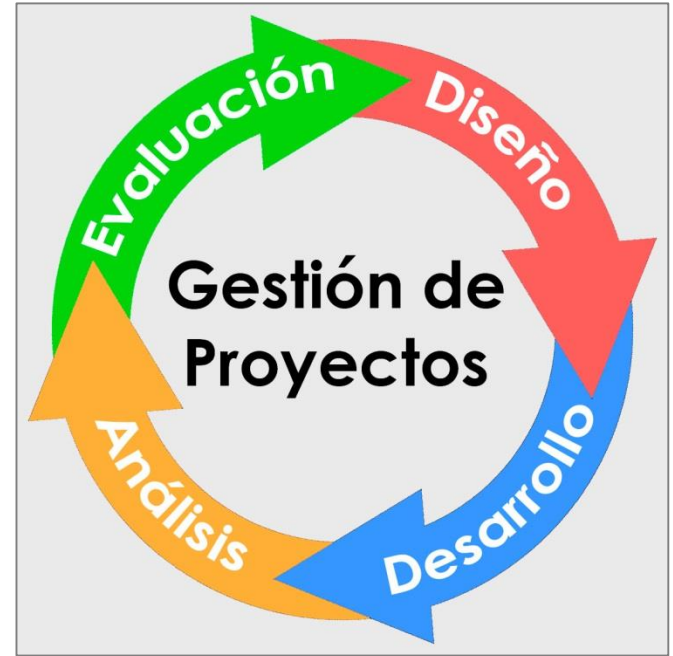 Evaluación
Diseño
Gestión de
Proyectos
Análisis
Desarrollo